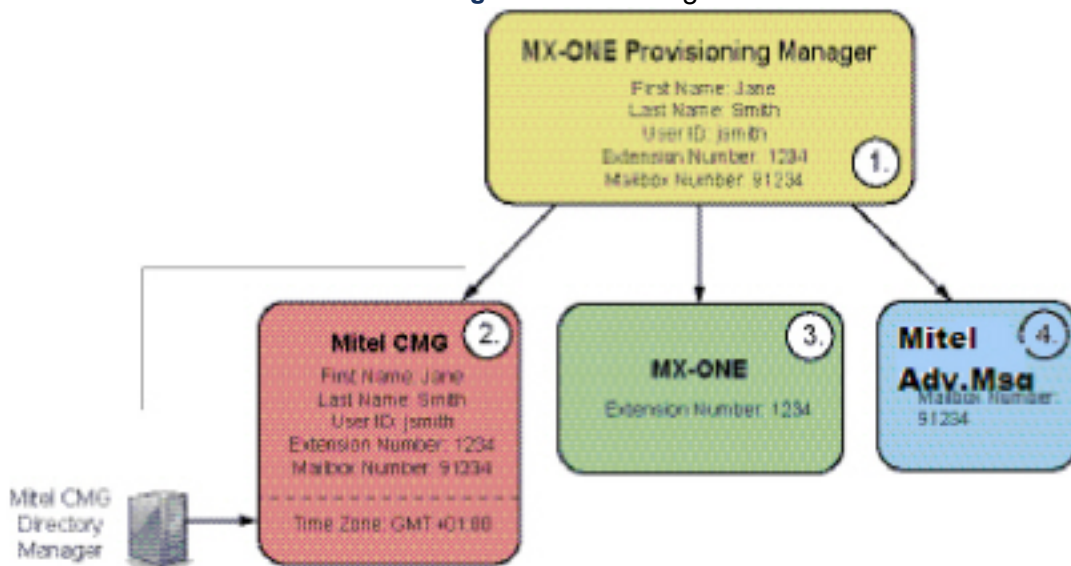 MX-ONE Provisioning Manager
First Name: Jane
Last Name: Smith
User ID: jsmith
Extension Number: 1234
Mailbox Number: 91234
1.
2.
Mitel CMG
First Name: Jane
Last Name: Smith
User ID: jsmith
Extension Number: 1234
Mailbox Number: 91234
Time Zone: GMT
3.
MX-ONE
Extension Number: 1234
4.
Mitel
Adv.Msg
Mailbox Number:
91234
Mitel CMG
Directory
Manager